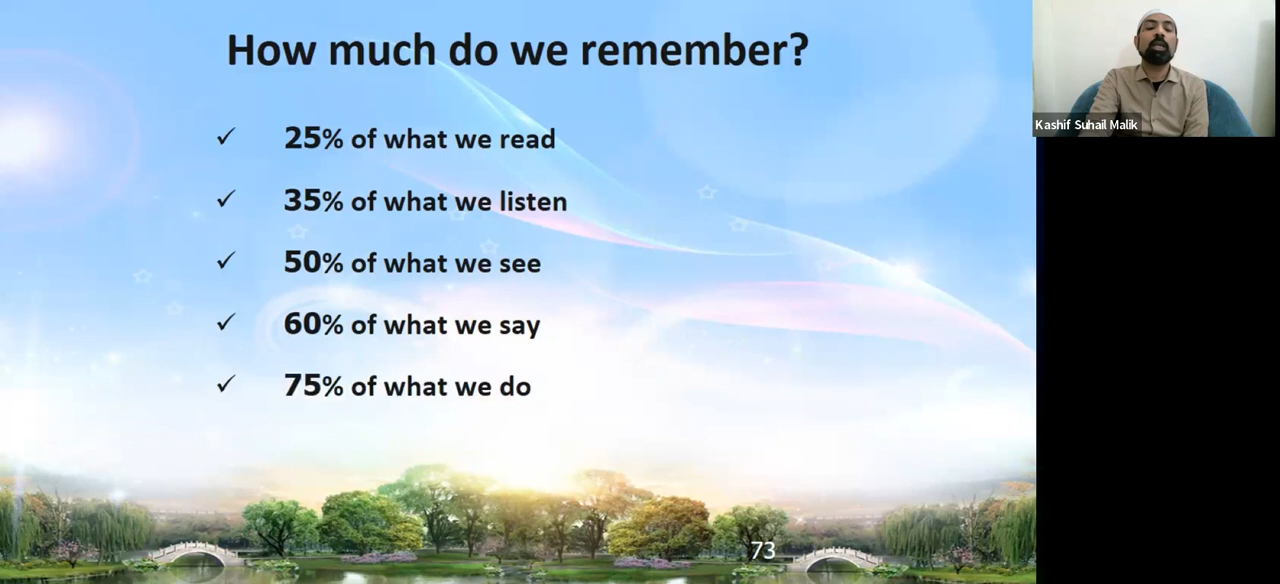 How much do we remember?
✓ 25% of what we read
✓ 35% of what we listen
✓ 50% of what we see
✓ 60% of what we say
✓ 75% of what we do
73
Kashif Suhail Malik